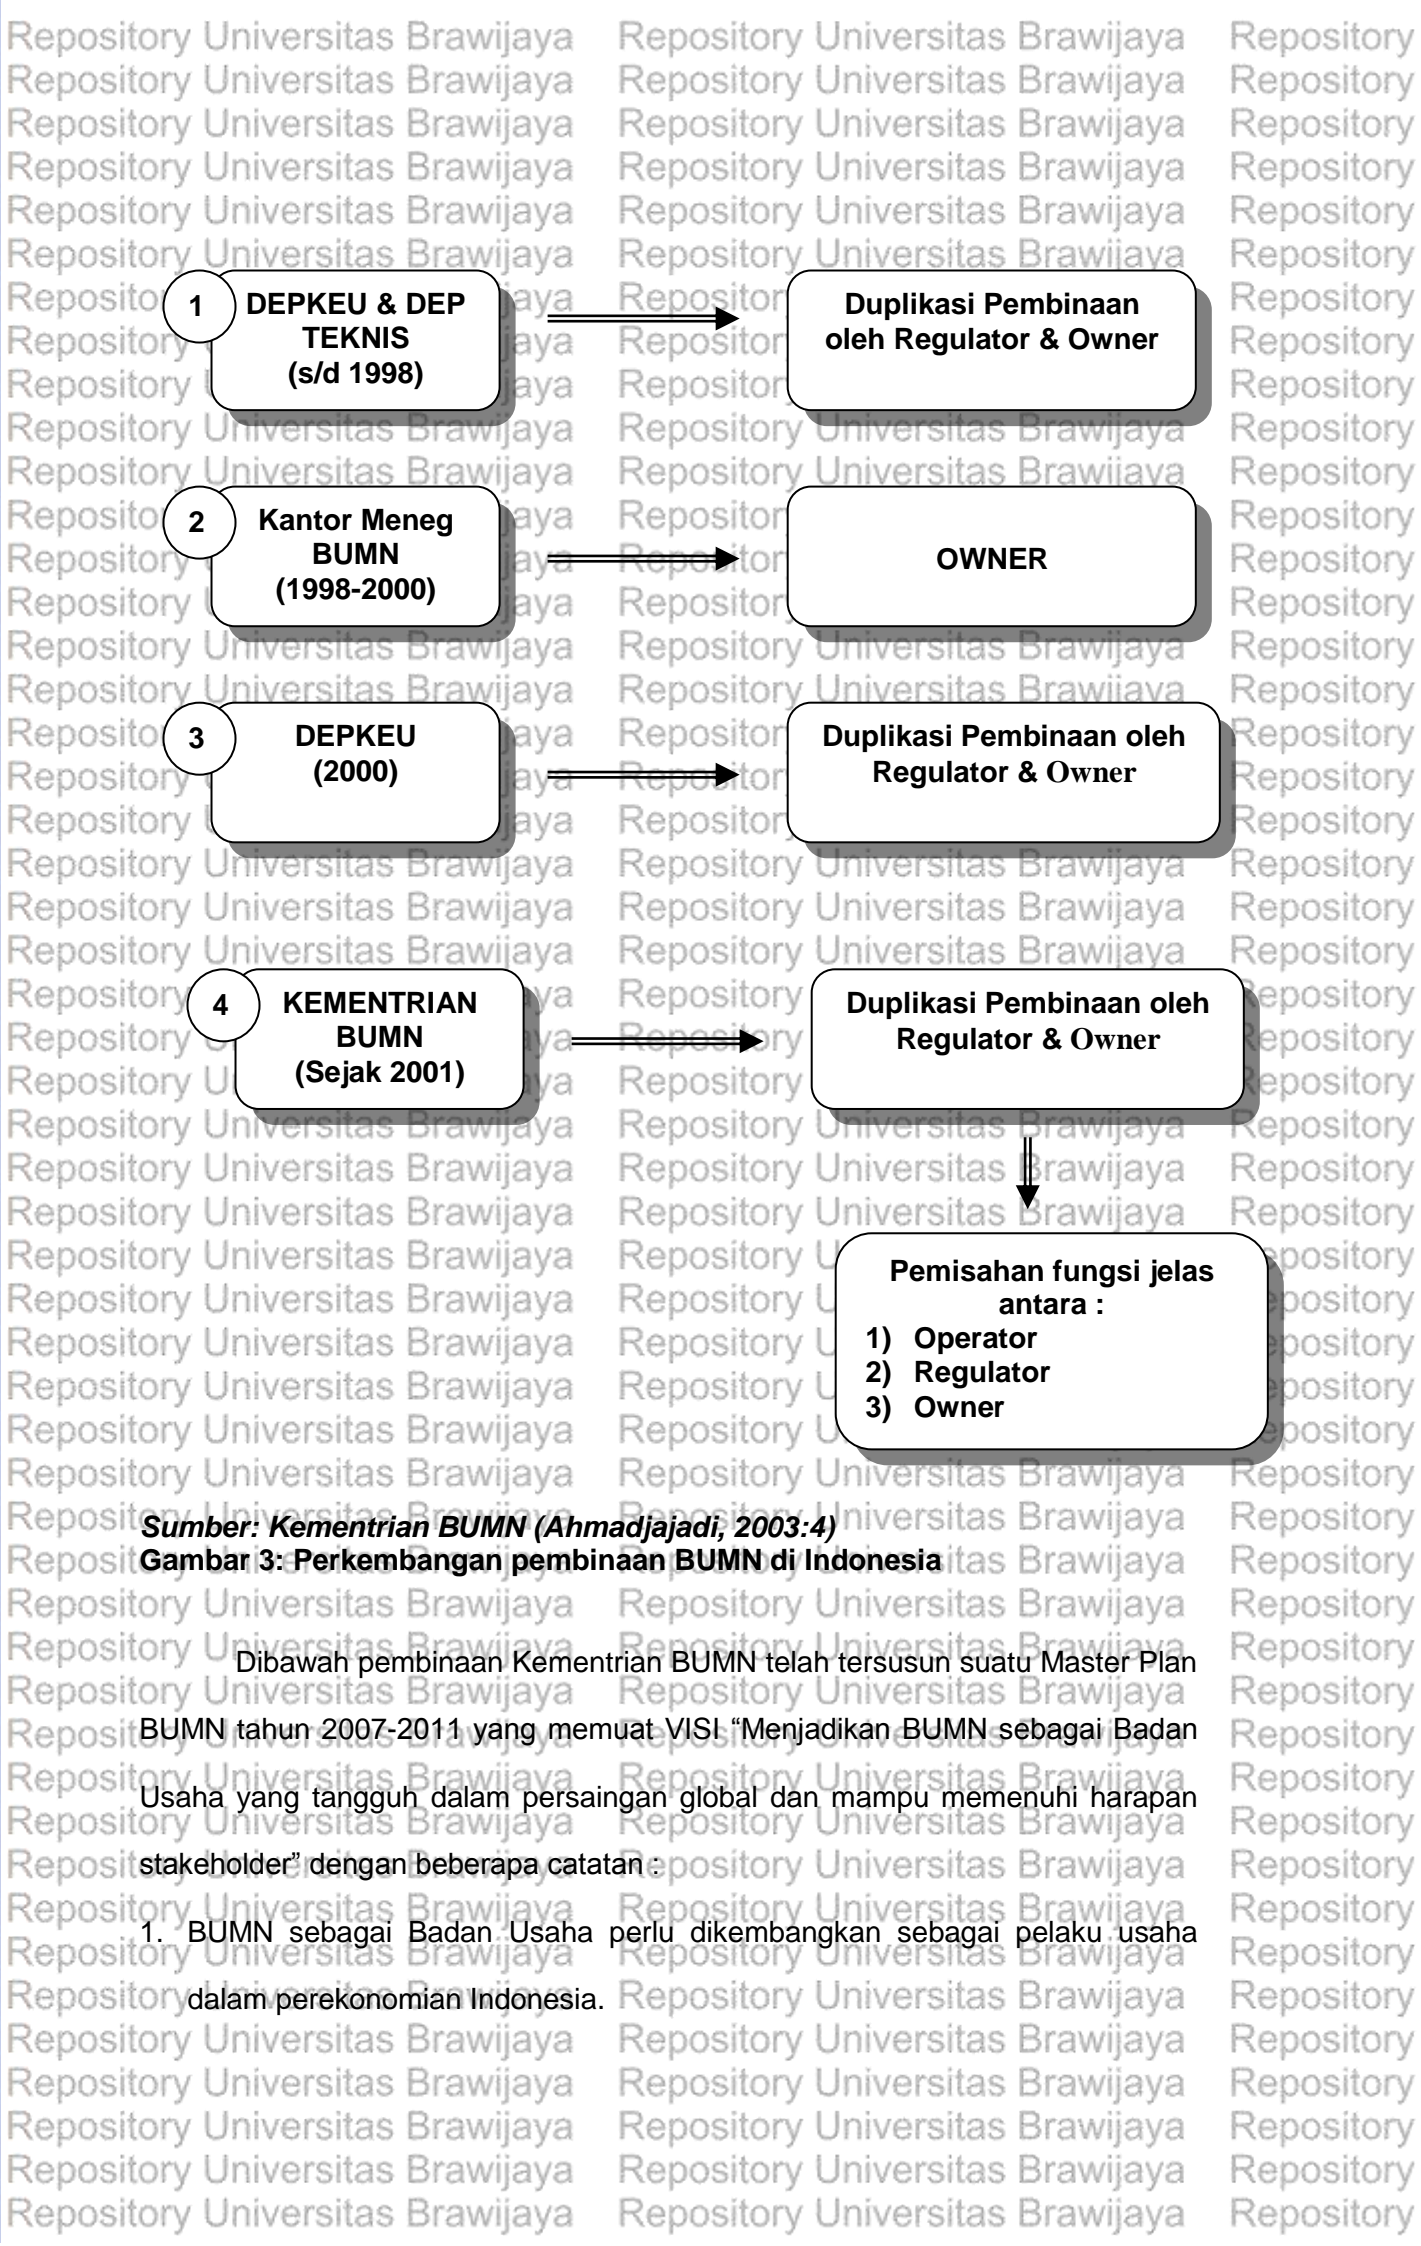 1
DEPKEU & DEP
TEKNIS
(s/d 1998)
Duplikasi Pembinaan
oleh Regulator & Owner
2
Kantor Meneg
BUMN
(1998-2000)
OWNER
3
DEPKEU
(2000)
Duplikasi Pembinaan oleh
Regulator & Owner
4
KEMENTRIAN
BUMN
(Sejak 2001)
Duplikasi Pembinaan oleh
Regulator & Owner
Pemisahan fungsi jelas
antara :
1) Operator
2) Regulator
3) Owner
Sumber: Kementrian BUMN (Ahmadjajadi, 2003:4)
Gambar 3: Perkembangan pembinaan BUMN di Indonesia
Dibawah pembinaan Kementrian BUMN telah tersusun suatu Master Plan
BUMN tahun 2007-2011 yang memuat VISI “Menjadikan BUMN sebagai Badan
Usaha yang tangguh dalam persaingan global dan mampu memenuhi harapan
stakeholder” dengan beberapa catatan :
1. BUMN sebagai Badan Usaha perlu dikembangkan sebagai pelaku usaha
dalam perekonomian Indonesia.
Repository Universitas Brawijaya